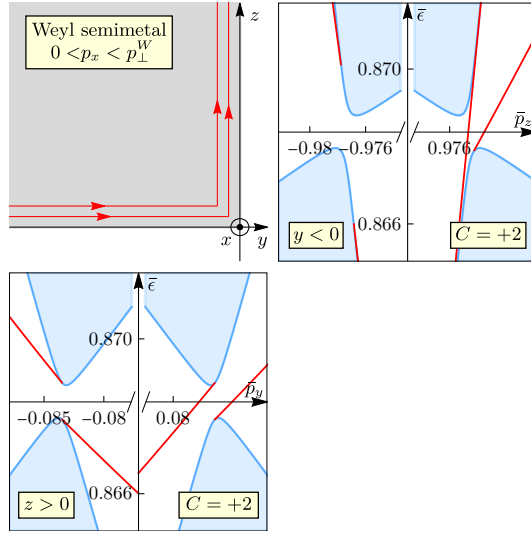 Weyl semimetal
0 < p_x < p_⊥^W
z
x
y
ϵ̄
0.870
p̄_z
−0.98
−0.976
0.976
0.866
y < 0
C = +2
ϵ̄
0.870
p̄_y
−0.085
−0.08
0.08
0.866
z > 0
C = +2